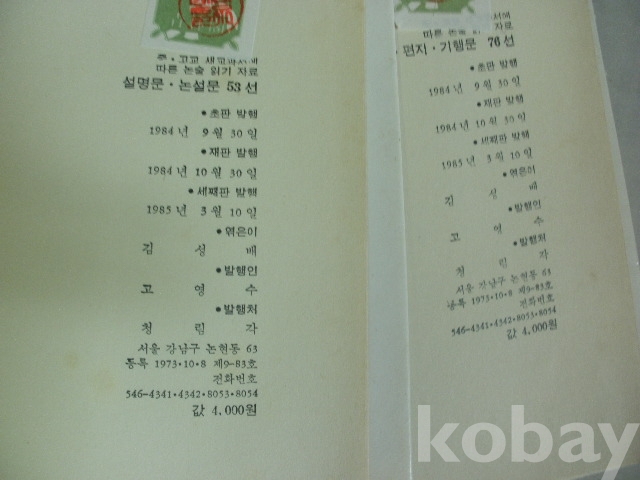 중·고교 새교과서에
따른 논술 읽기 자료
설명문·논설문 53선
●초판 발행
1984년 9월 30일
●재판 발행
1984년 10월 30일
●세째판 발행
1985년 3월 10일
●엮은이
김 성 배
●발행인
고 영 수
●발행처
청 림 각
서울 강남구 논현동 63
등록 1973·10·8 제9-83호
전화번호
546-4341·4342·8053·8054
값 4,000원
따른 논술 읽기 자료
편지·기행문 76선
●초판 발행
1984년 9월 30일
●재판 발행
1984년 10월 30일
●세째판 발행
1985년 3월 10일
●엮은이
김 성 배
●발행인
고 영 수
●발행처
청 림 각
서울 강남구 논현동 63
등록 1973·10·8 제9-83호
546-4341·4342·8053·8054
값 4,000원
kobay